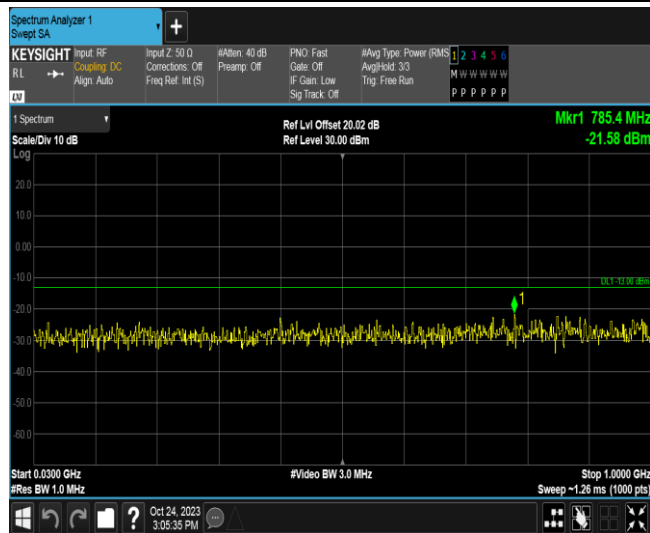 Spectrum Analyzer 1
Swept SA
+
KEYSIGHT
RL
Input: RF
Coupling: DC
Align: Auto
Input Z: 50 Ω
Corrections: Off
Freq Ref: Int (S)
#Atten: 40 dB
Preamp: Off
PNO: Fast
Gate: Off
IF Gain: Low
Sig Track: Off
#Avg Type: Power (RMS
Avg|Hold: 3/3
Trig: Free Run
1 2 3 4 5 6
M W W W W W
P P P P P P
1 Spectrum
Scale/Div 10 dB
Log
Ref Lvl Offset 20.02 dB
Ref Level 30.00 dBm
Mkr1 785.4 MHz
-21.58 dBm
20.0
10.0
0.00
-10.0
-20.0
-30.0
-40.0
-50.0
-60.0
DL1 -13.00 dBm
1
Start 0.0300 GHz
#Res BW 1.0 MHz
#Video BW 3.0 MHz
Stop 1.0000 GHz
Sweep ~1.26 ms (1000 pts)
?
Oct 24, 2023
3:05:35 PM